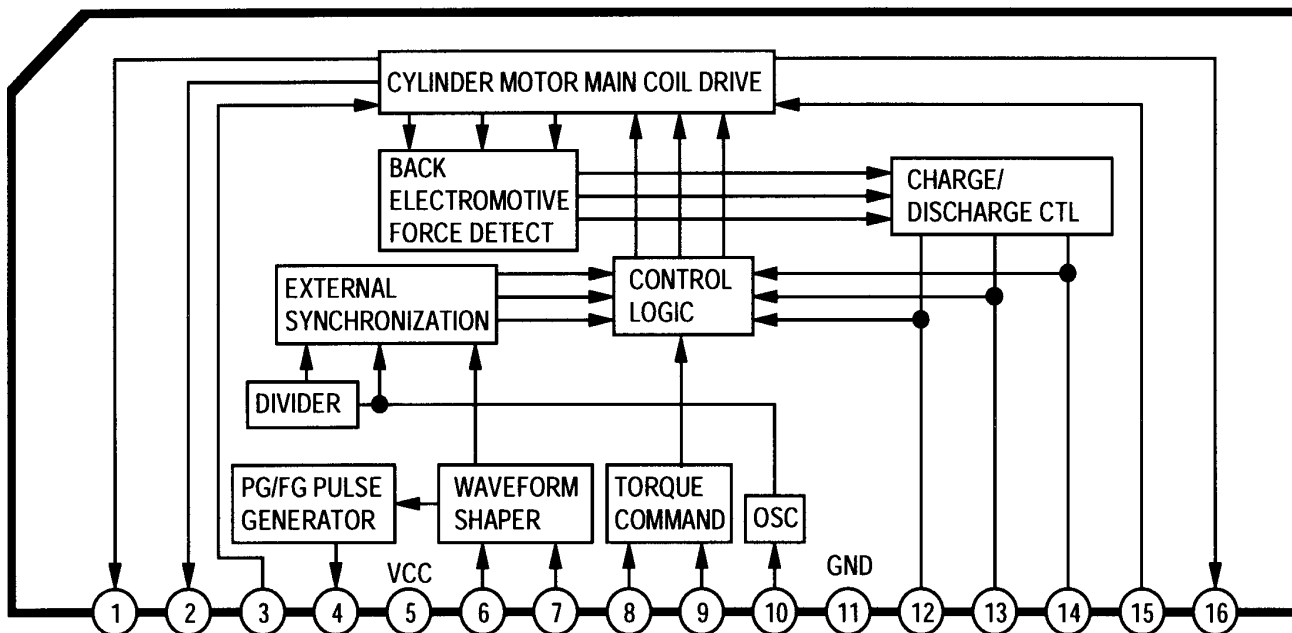 CYLINDER MOTOR MAIN COIL DRIVE
BACK
ELECTROMOTIVE
FORCE DETECT
CHARGE/
DISCHARGE CTL
EXTERNAL
SYNCHRONIZATION
CONTROL
LOGIC
DIVIDER
PG/FG PULSE
GENERATOR
WAVEFORM
SHAPER
TORQUE
COMMAND
OSC
VCC
GND
1 2 3 4 5 6 7 8 9 10 11 12 13 14 15 16